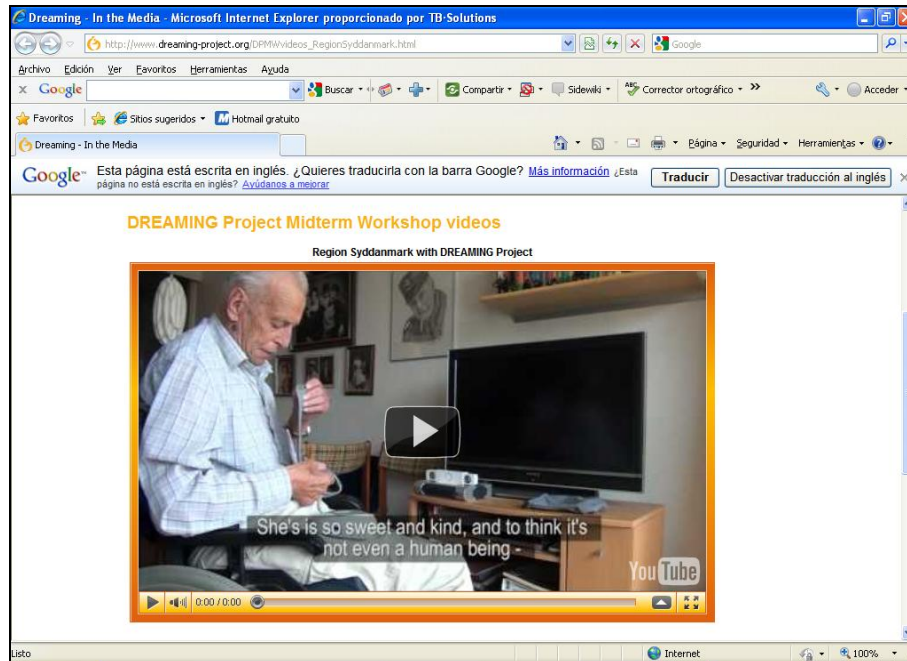 Dreaming - In the Media - Microsoft Internet Explorer proporcionado por TB·Solutions
http://www.dreaming-project.org/DPMWvideos_RegionSyddanmark.html
Google
Archivo Edición Ver Favoritos Herramientas Ayuda
x Google Buscar Compartir Sidewiki Corrector ortográfico Acceder
Favoritos Sitios sugeridos Hotmail gratuito
Dreaming - In the Media Página Seguridad Herramientas
Google Esta página está escrita en inglés. ¿Quieres traducirla con la barra Google? Más información ¿Esta
página no está escrita en inglés? Ayúdanos a mejorar
Traducir Desactivar traducción al inglés
DREAMING Project Midterm Workshop videos
Region Syddanmark with DREAMING Project
She's is so sweet and kind, and to think it's
not even a human being -
YouTube
0:00 / 0:00
Listo Internet 100%